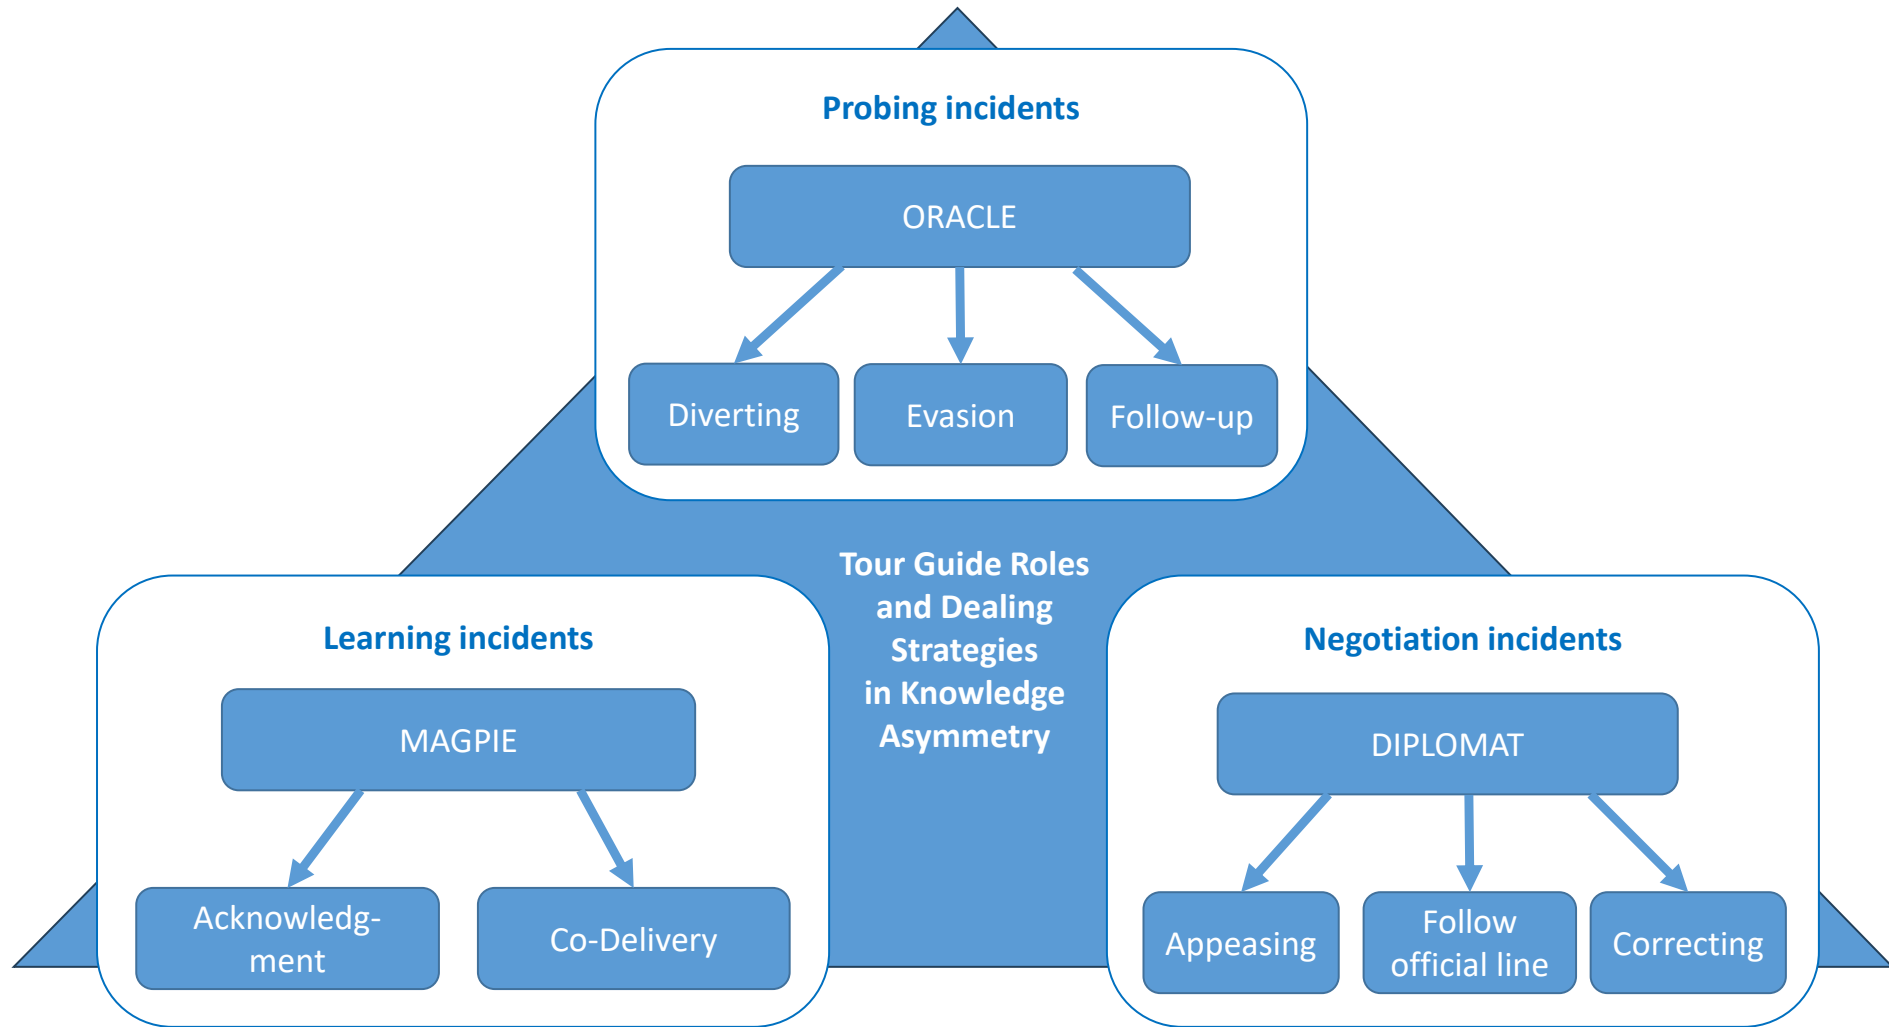 Probing incidents
ORACLE
Diverting
Evasion
Follow-up
Tour Guide Roles
and Dealing
Strategies
in Knowledge
Asymmetry
Learning incidents
MAGPIE
Acknowledg-
ment
Co-Delivery
Negotiation incidents
DIPLOMAT
Appeasing
Follow
official line
Correcting